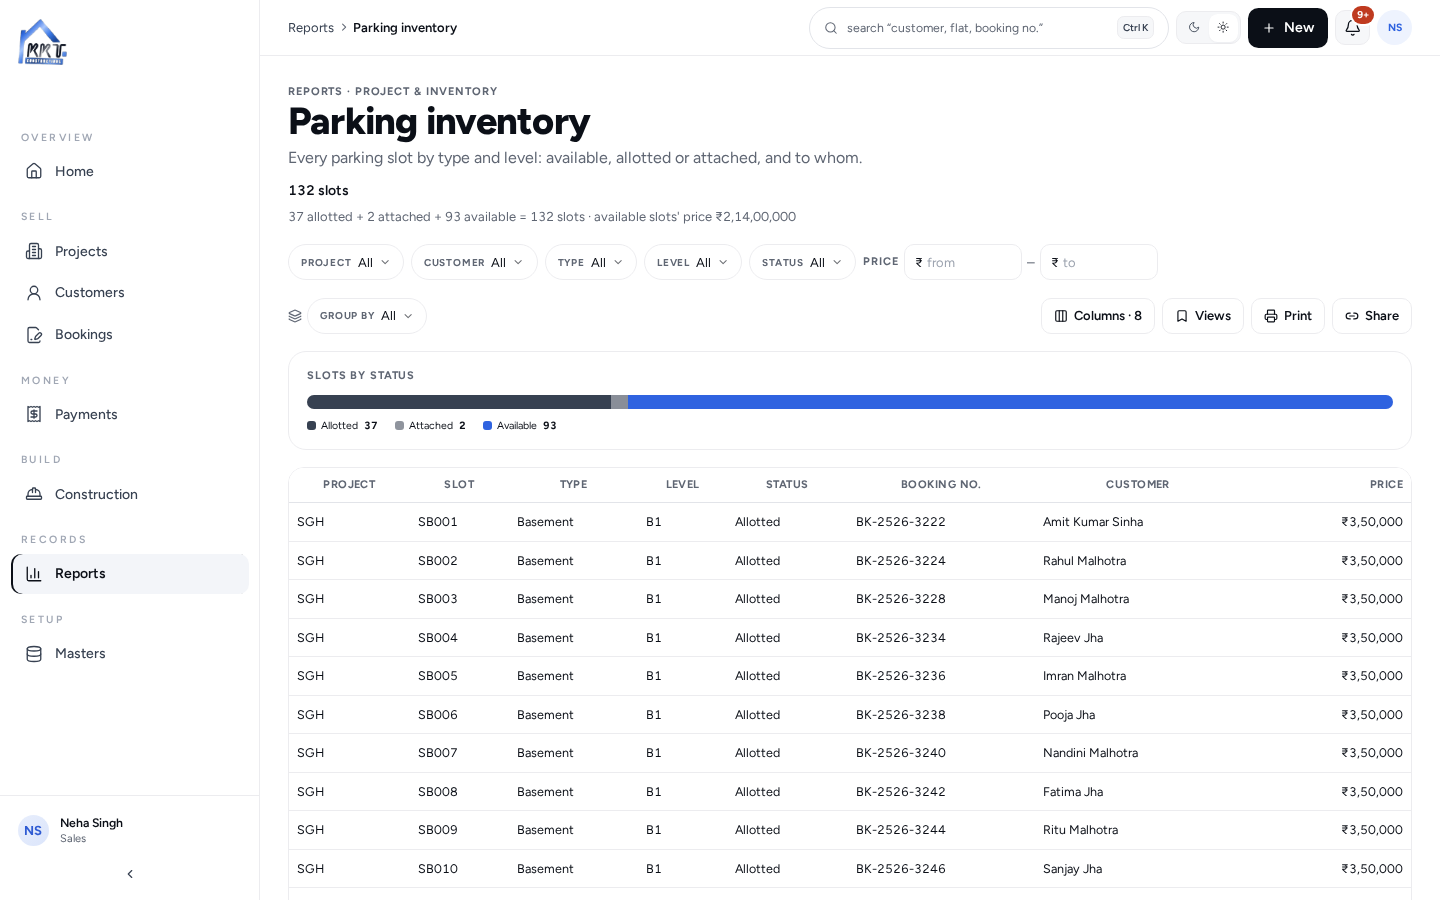 RKT
CONSTRUCTIONS
Reports > Parking inventory
search “customer, flat, booking no.”
Ctrl K
New
9+
NS
OVERVIEW
Home
SELL
Projects
Customers
Bookings
MONEY
Payments
BUILD
Construction
RECORDS
Reports
SETUP
Masters
NS
Neha Singh
Sales
REPORTS · PROJECT & INVENTORY
Parking inventory
Every parking slot by type and level: available, allotted or attached, and to whom.
132 slots
37 allotted + 2 attached + 93 available = 132 slots · available slots' price ₹2,14,00,000
PROJECT All CUSTOMER All TYPE All LEVEL All STATUS All PRICE ₹ from – ₹ to
GROUP BY All
Columns · 8 Views Print Share
SLOTS BY STATUS
Allotted 37 Attached 2 Available 93
PROJECT SLOT TYPE LEVEL STATUS BOOKING NO. CUSTOMER PRICE
SGH SB001 Basement B1 Allotted BK-2526-3222 Amit Kumar Sinha ₹3,50,000
SGH SB002 Basement B1 Allotted BK-2526-3224 Rahul Malhotra ₹3,50,000
SGH SB003 Basement B1 Allotted BK-2526-3228 Manoj Malhotra ₹3,50,000
SGH SB004 Basement B1 Allotted BK-2526-3234 Rajeev Jha ₹3,50,000
SGH SB005 Basement B1 Allotted BK-2526-3236 Imran Malhotra ₹3,50,000
SGH SB006 Basement B1 Allotted BK-2526-3238 Pooja Jha ₹3,50,000
SGH SB007 Basement B1 Allotted BK-2526-3240 Nandini Malhotra ₹3,50,000
SGH SB008 Basement B1 Allotted BK-2526-3242 Fatima Jha ₹3,50,000
SGH SB009 Basement B1 Allotted BK-2526-3244 Ritu Malhotra ₹3,50,000
SGH SB010 Basement B1 Allotted BK-2526-3246 Sanjay Jha ₹3,50,000